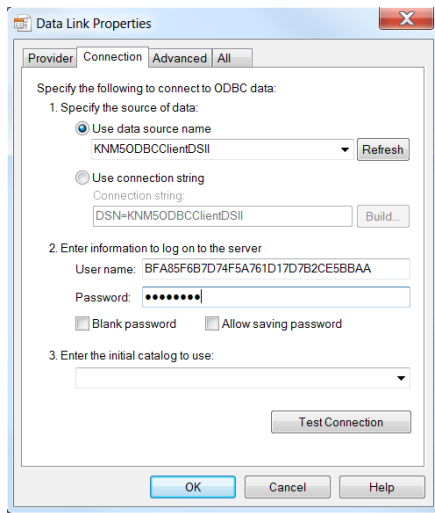 Data Link Properties
Provider Connection Advanced All
Specify the following to connect to ODBC data:
1. Specify the source of data:
Use data source name
KNM5ODBCClientDSII Refresh
Use connection string
Connection string:
DSN=KNM5ODBCClientDSII Build...
2. Enter information to log on to the server
User name: BFA85F6B7D74F5A761D17D7B2CE5BBAA
Password: ••••••••
Blank password Allow saving password
3. Enter the initial catalog to use:
Test Connection
OK Cancel Help